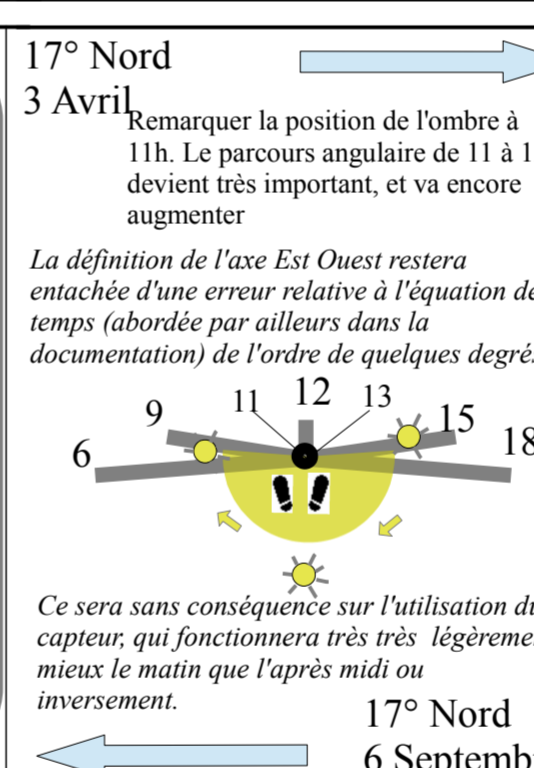 17° Nord
3 Avril
Remarquer la position de l'ombre à
11h. Le parcours angulaire de 11 à 1
devient très important, et va encore
augmenter
La définition de l'axe Est Ouest restera
entachée d'une erreur relative à l'équation de
temps (abordée par ailleurs dans la
documentation) de l'ordre de quelques degrés
6
9
11
12
13
15
18
Ce sera sans conséquence sur l'utilisation du
capteur, qui fonctionnera très très légèreme
mieux le matin que l'après midi ou
inversement.
17° Nord
6 Septemb